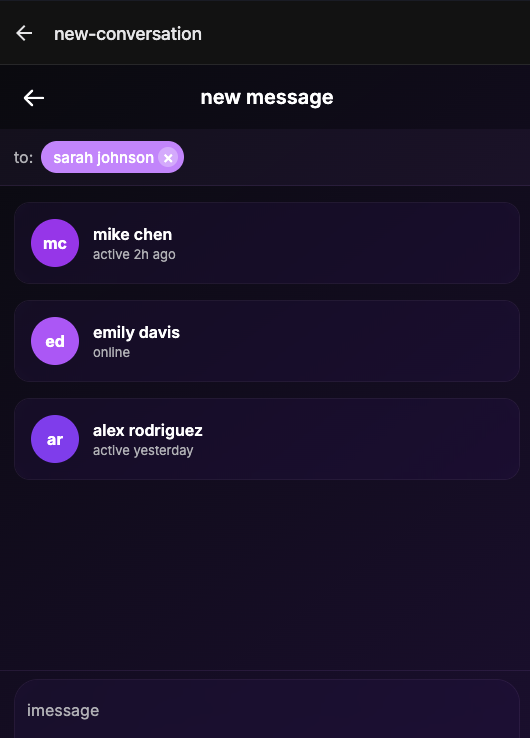 new-conversation
new message
to: sarah johnson ×
mc
mike chen
active 2h ago
ed
emily davis
online
ar
alex rodriguez
active yesterday
imessage